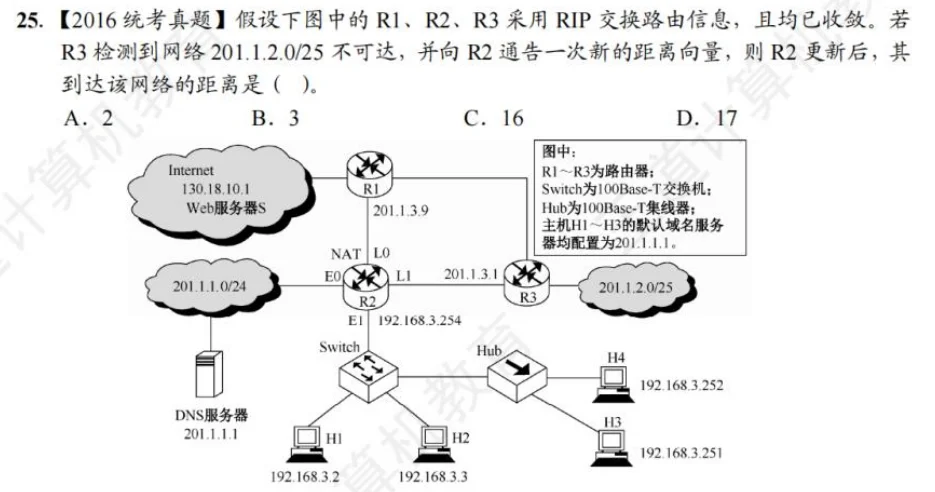 25. 【2016 统考真题】假设下图中的 R1、R2、R3 采用 RIP 交换路由信息，且均已收敛。若
R3 检测到网络 201.1.2.0/25 不可达，并向 R2 通告一次新的距离向量，则 R2 更新后，其
到达该网络的距离是（ ）。
A．2 B．3 C．16 D．17
Internet
130.18.10.1
Web服务器S
R1
201.1.3.9
图中：
R1～R3为路由器；
Switch为100Base-T交换机；
Hub为100Base-T集线器；
主机H1～H3的默认域名服务
器均配置为201.1.1.1。
NAT L0
201.1.1.0/24
E0
L1
R2
201.1.3.1
R3
201.1.2.0/25
E1 192.168.3.254
Switch
Hub
H4
192.168.3.252
DNS服务器
201.1.1.1
H1
192.168.3.2
H2
192.168.3.3
H3
192.168.3.251